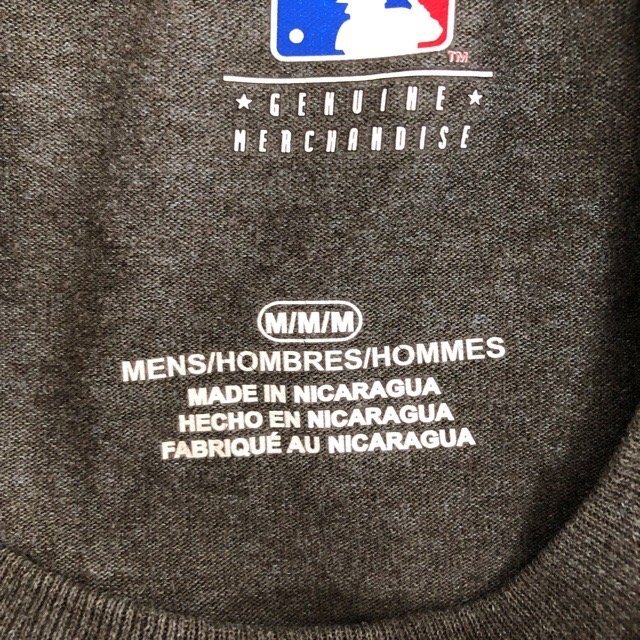 TM
★ GENUINE ★
MERCHANDISE
M/M/M
MENS/HOMBRES/HOMMES
MADE IN NICARAGUA
HECHO EN NICARAGUA
FABRIQUÉ AU NICARAGUA